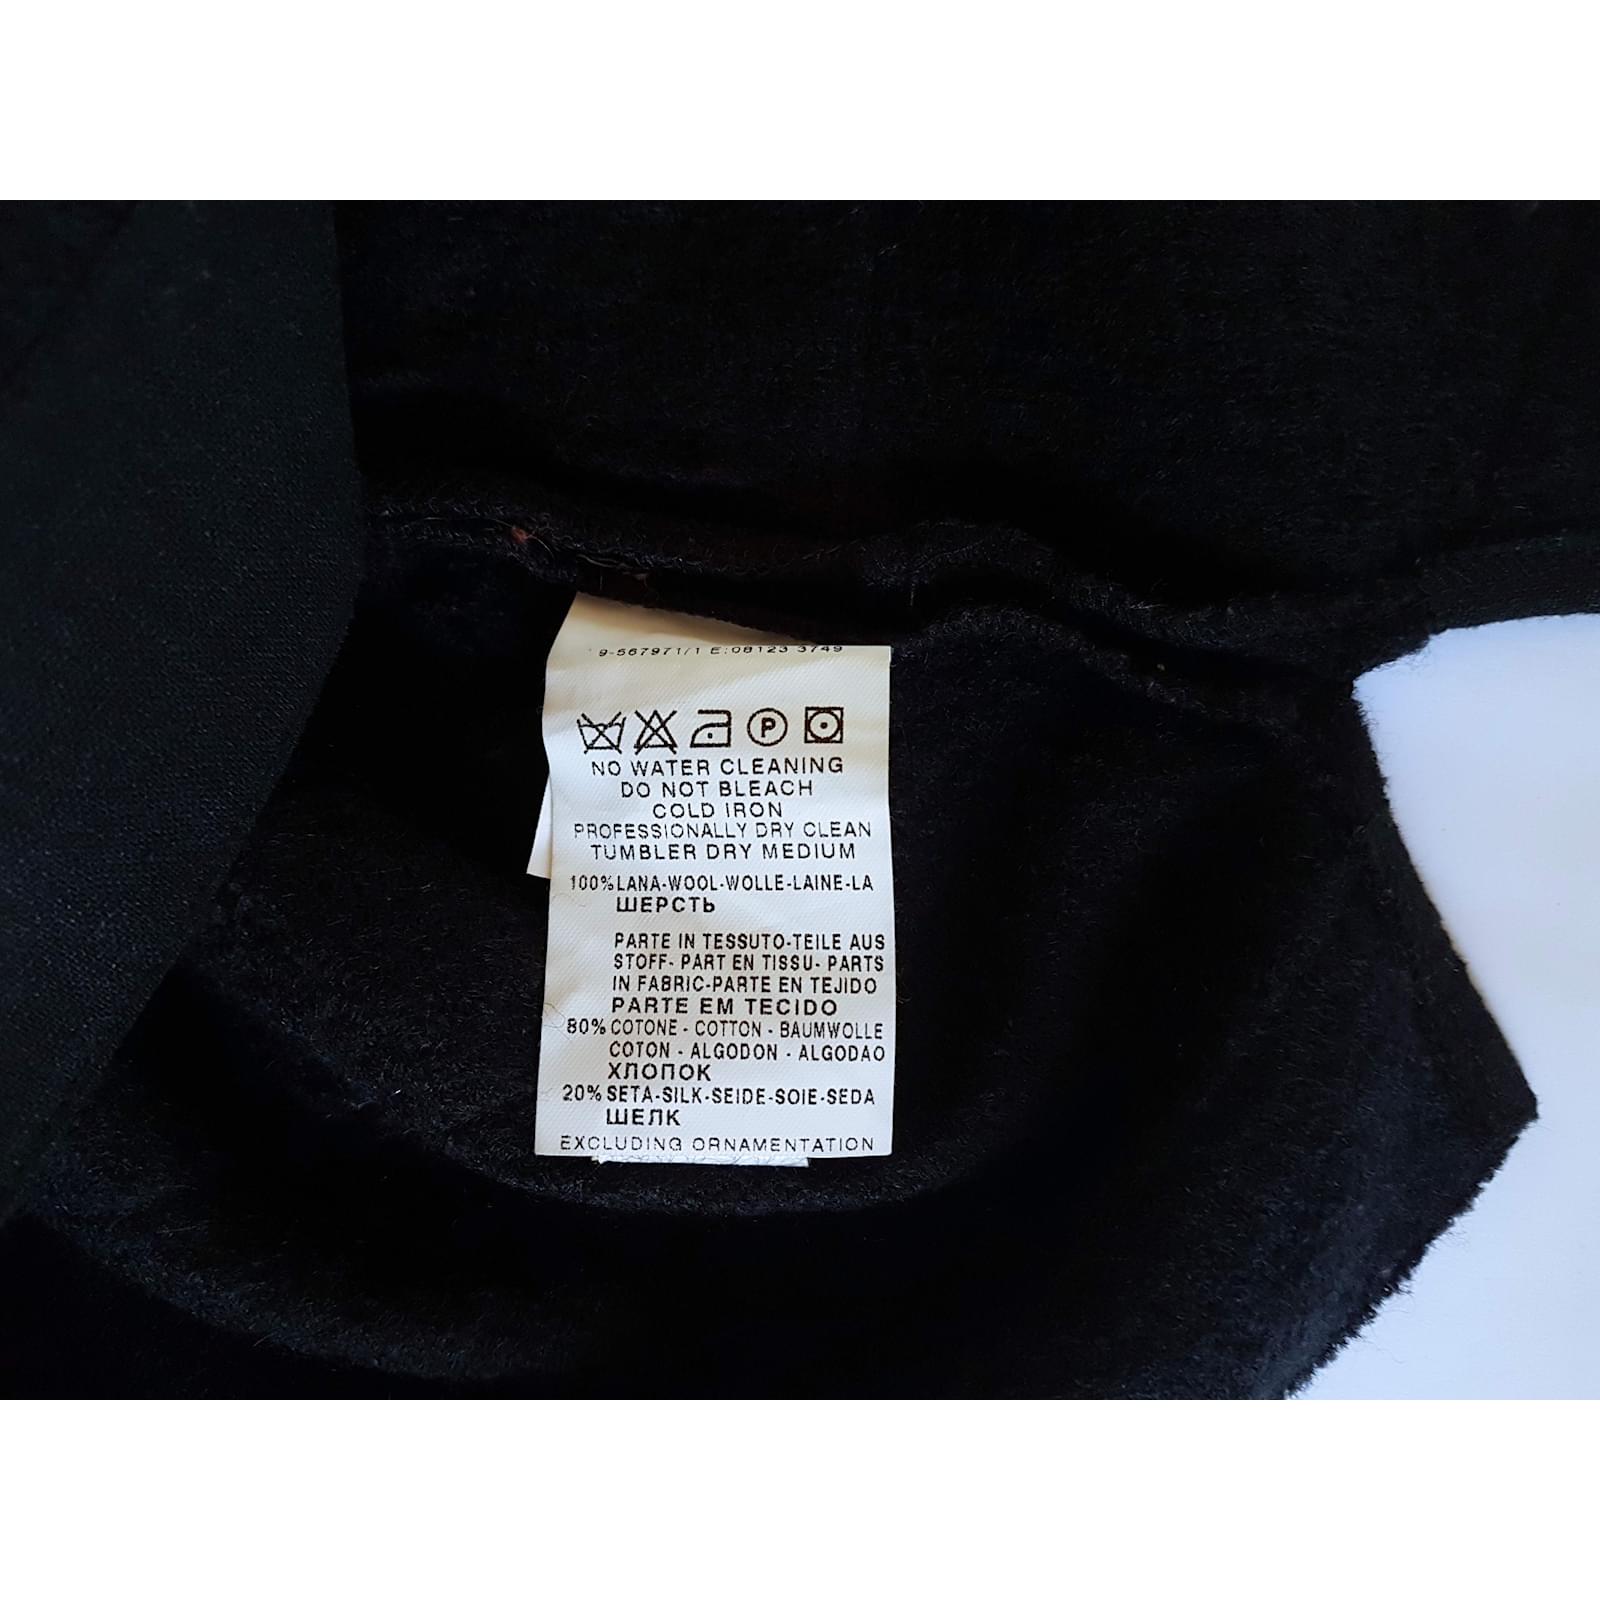 9-567971/1 E:08123 3749
P
NO WATER CLEANING
DO NOT BLEACH
COLD IRON
PROFESSIONALLY DRY CLEAN
TUMBLER DRY MEDIUM
100% LANA-WOOL-WOLLE-LAINE-LA
ШЕРСТЬ
PARTE IN TESSUTO-TEILE AUS
STOFF- PART EN TISSU- PARTS
IN FABRIC-PARTE EN TEJIDO
PARTE EM TECIDO
80% COTONE - COTTON - BAUMWOLLE
COTON - ALGODON - ALGODAO
ХЛОПОК
20% SETA-SILK-SEIDE-SOIE-SEDA
ШЕЛК
EXCLUDING ORNAMENTATION